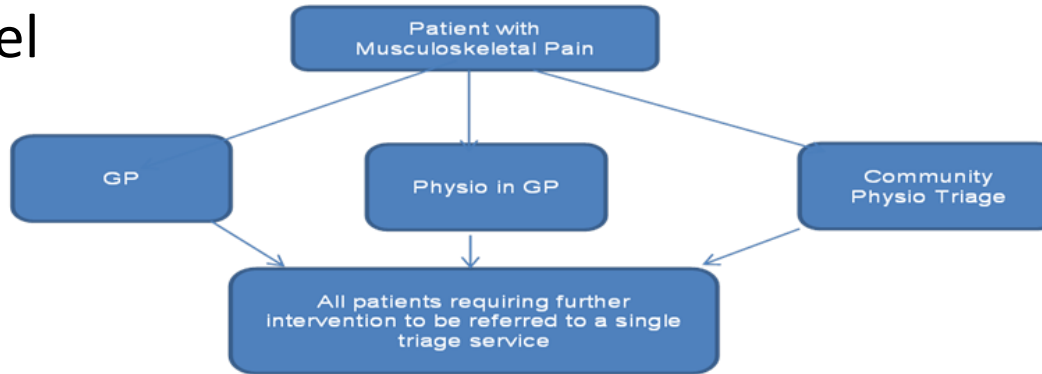 el
Patient with
Musculoskeletal Pain
GP
Physio in GP
Community
Physio Triage
All patients requiring further
intervention to be referred to a single
triage service